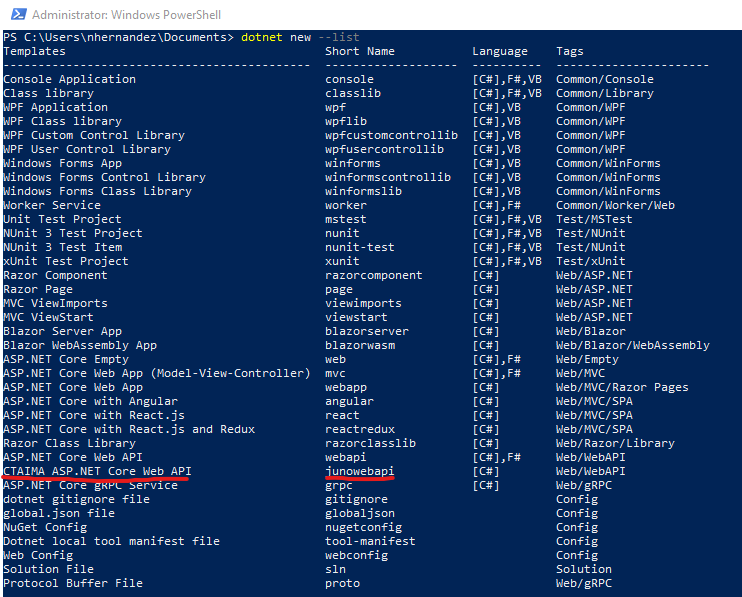 Administrator: Windows PowerShell
PS C:\Users\nhernandez\Documents> dotnet new --list
Templates Short Name Language Tags
-------------------------------------------- ------------------- ---------- ----------------------
Console Application console [C#],F#,VB Common/Console
Class library classlib [C#],F#,VB Common/Library
WPF Application wpf [C#],VB Common/WPF
WPF Class library wpflib [C#],VB Common/WPF
WPF Custom Control Library wpfcustomcontrollib [C#],VB Common/WPF
WPF User Control Library wpfusercontrollib [C#],VB Common/WPF
Windows Forms App winforms [C#],VB Common/WinForms
Windows Forms Control Library winformscontrollib [C#],VB Common/WinForms
Windows Forms Class Library winformslib [C#],VB Common/WinForms
Worker Service worker [C#],F# Common/Worker/Web
Unit Test Project mstest [C#],F#,VB Test/MSTest
NUnit 3 Test Project nunit [C#],F#,VB Test/NUnit
NUnit 3 Test Item nunit-test [C#],F#,VB Test/NUnit
xUnit Test Project xunit [C#],F#,VB Test/xUnit
Razor Component razorcomponent [C#] Web/ASP.NET
Razor Page page [C#] Web/ASP.NET
MVC ViewImports viewimports [C#] Web/ASP.NET
MVC ViewStart viewstart [C#] Web/ASP.NET
Blazor Server App blazorserver [C#] Web/Blazor
Blazor WebAssembly App blazorwasm [C#] Web/Blazor/WebAssembly
ASP.NET Core Empty web [C#],F# Web/Empty
ASP.NET Core Web App (Model-View-Controller) mvc [C#],F# Web/MVC
ASP.NET Core Web App webapp [C#] Web/MVC/Razor Pages
ASP.NET Core with Angular angular [C#] Web/MVC/SPA
ASP.NET Core with React.js react [C#] Web/MVC/SPA
ASP.NET Core with React.js and Redux reactredux [C#] Web/MVC/SPA
Razor Class Library razorclasslib [C#] Web/Razor/Library
ASP.NET Core Web API webapi [C#],F# Web/WebAPI
CTAIMA ASP.NET Core Web API junowebapi [C#] Web/WebAPI
ASP.NET Core gRPC Service grpc [C#] Web/gRPC
dotnet gitignore file gitignore Config
global.json file globaljson Config
NuGet Config nugetconfig Config
Dotnet local tool manifest file tool-manifest Config
Web Config webconfig Config
Solution File sln Solution
Protocol Buffer File proto Web/gRPC